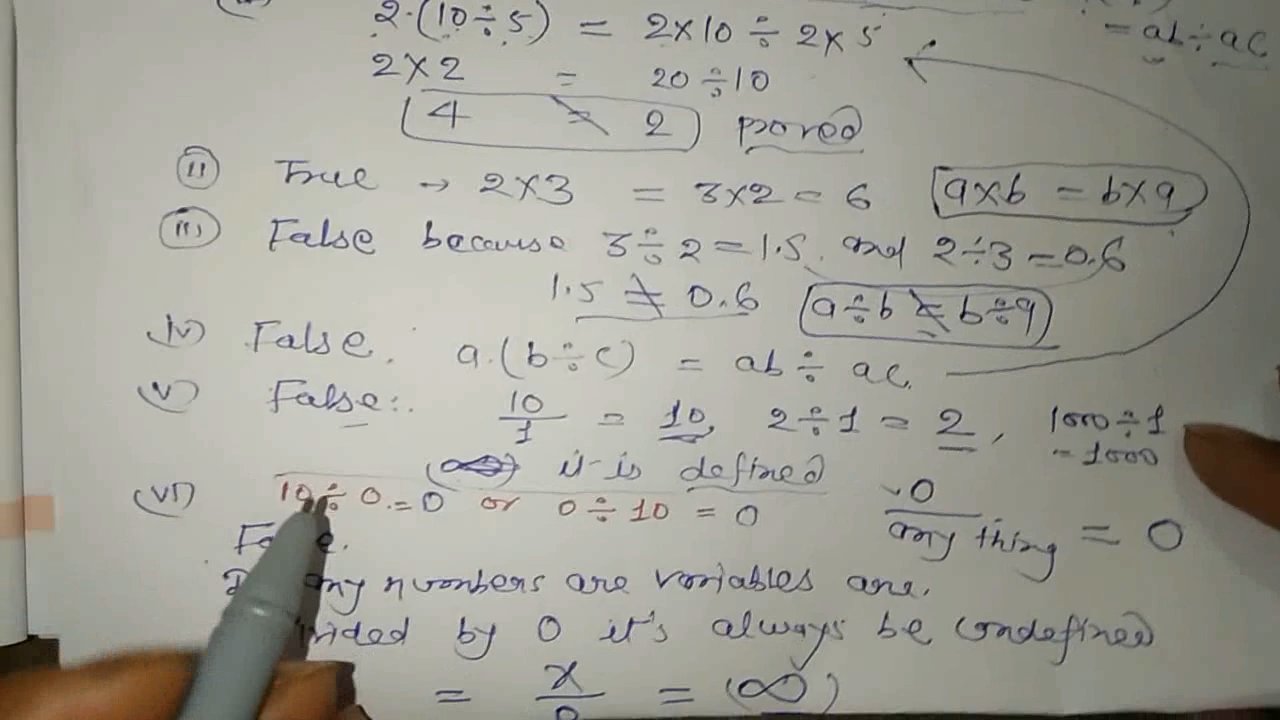 2·(10÷5) = 2×10 ÷ 2×5
= ab÷ac
2×2 = 20÷10
4 ≠ 2 poroved
(ii) True → 2×3 = 3×2 = 6 a×b = b×a
(iii) False because 3÷2 = 1.5. and 2÷3 = 0.6
1.5 ≠ 0.6 a÷b ≠ b÷a
(iv) False. a.(b÷c) = ab÷ ac.
(v) False:. 10/1 = 10, 2÷1 = 2, 1000÷1
= 1000
(∞) it is defined
(vi) 10÷0.=0 or 0÷10 = 0 0/any thing = 0
numbers are variables are.
by 0 it's always be undefined
= x/0 = (∞)